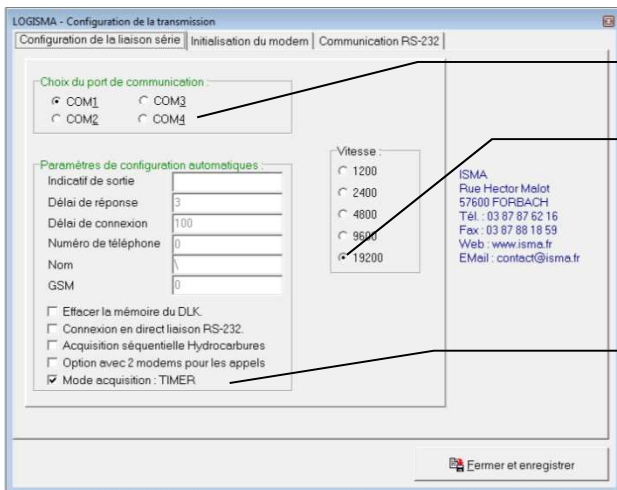 LOGISMA - Configuration de la transmission
Configuration de la liaison série
Initialisation du modem
Communication RS-232
Choix du port de communication :
COM1
COM3
COM2
COM4
Paramètres de configuration automatiques :
Indicatif de sortie
Délai de réponse
3
Délai de connexion
100
Numéro de téléphone
0
Nom
\
GSM
0
Effacer la mémoire du DLK.
Connexion en direct liaison RS-232.
Acquisition séquentielle Hydrocarbures
Option avec 2 modems pour les appels
Mode acquisition : TIMER
Vitesse :
1200
2400
4800
9600
19200
ISMA
Rue Hector Malot
57600 FORBACH
Tél. : 03 87 87 62 16
Fax : 03 87 88 18 59
Web : www.isma.fr
EMail : contact@isma.fr
Fermer et enregistrer